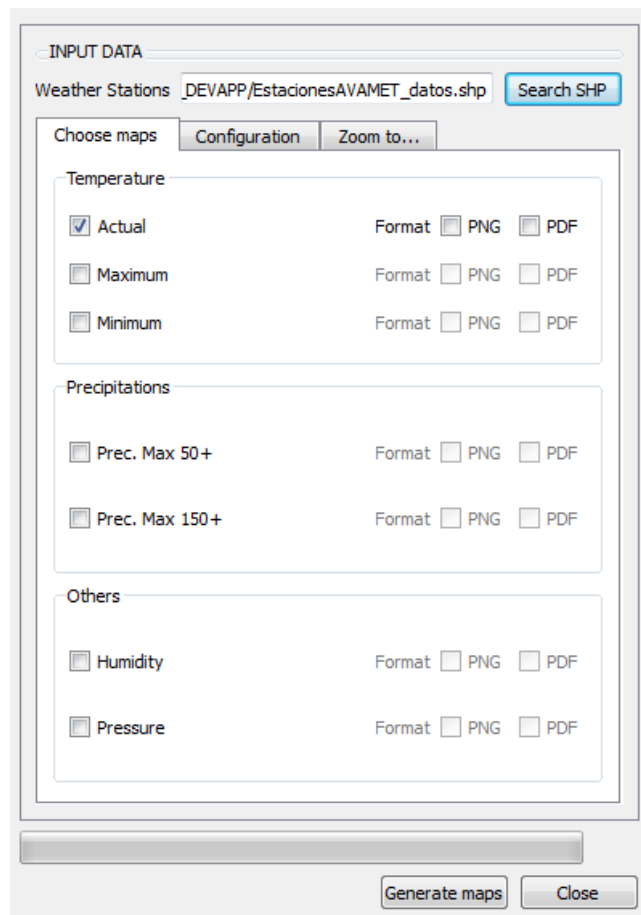 INPUT DATA
Weather Stations _DEVAPP/EstacionesAVAMET_datos.shp Search SHP
Choose maps Configuration Zoom to...
Temperature
Actual Format PNG PDF
Maximum Format PNG PDF
Minimum Format PNG PDF
Precipitations
Prec. Max 50+ Format PNG PDF
Prec. Max 150+ Format PNG PDF
Others
Humidity Format PNG PDF
Pressure Format PNG PDF
Generate maps Close